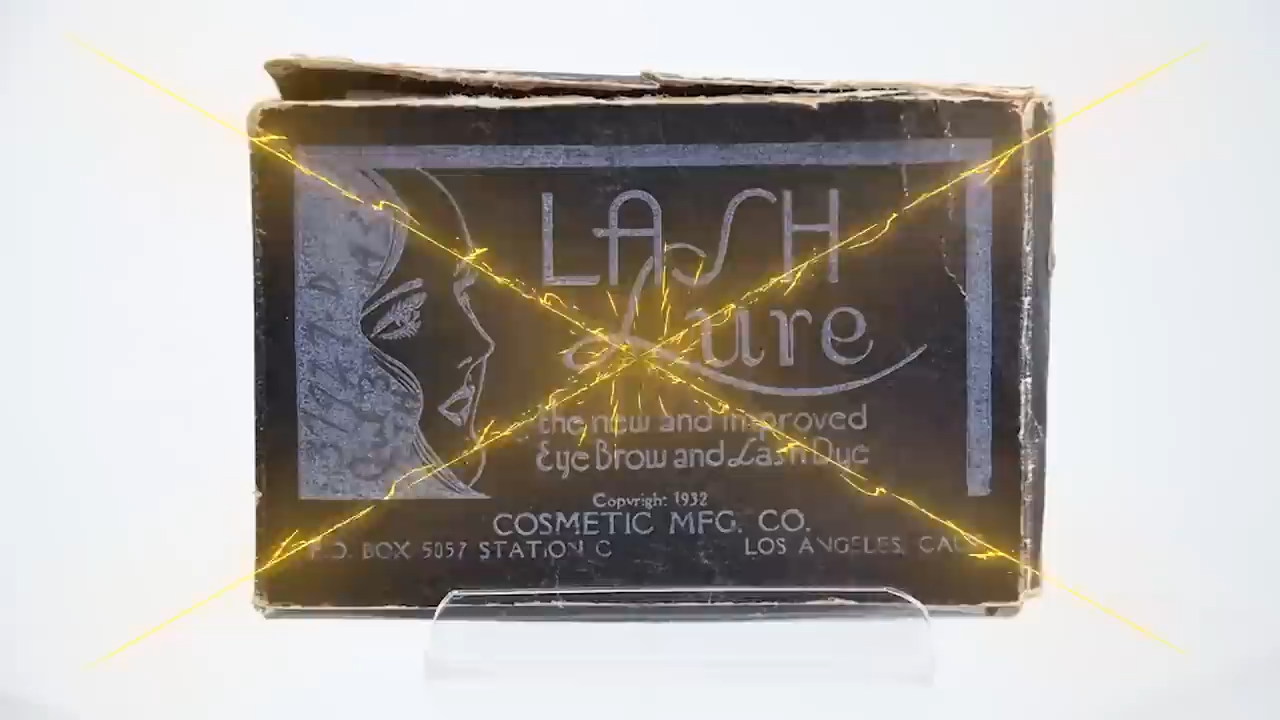 LASH
Lure
the new and improved
Eye Brow and Lash Dye
Copyright 1932
COSMETIC MFG. CO.
P.O. BOX 5057 STATION C
LOS ANGELES, CALIF.